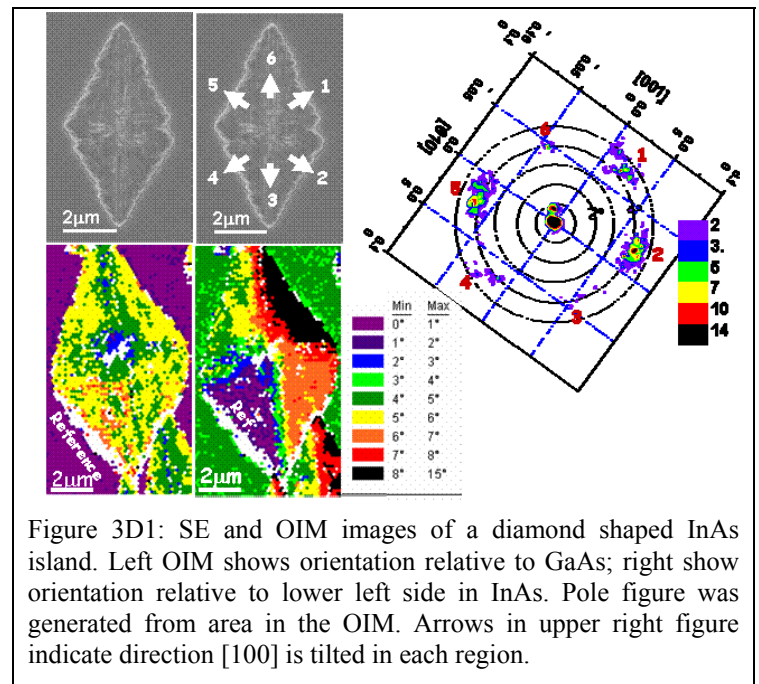 6
5 1
4 2
3
2μm 2μm
[001]
[010]
6
1
5
2
4
3
2°
2
3.
5
7
10
14
Min Max
0° 1°
1° 2°
2° 3°
3° 4°
4° 5°
5° 6°
6° 7°
7° 8°
8° 15°
Reference
Ref.
2μm 2μm
Figure 3D1: SE and OIM images of a diamond shaped InAs
island. Left OIM shows orientation relative to GaAs; right show
orientation relative to lower left side in InAs. Pole figure was
generated from area in the OIM. Arrows in upper right figure
indicate direction [100] is tilted in each region.